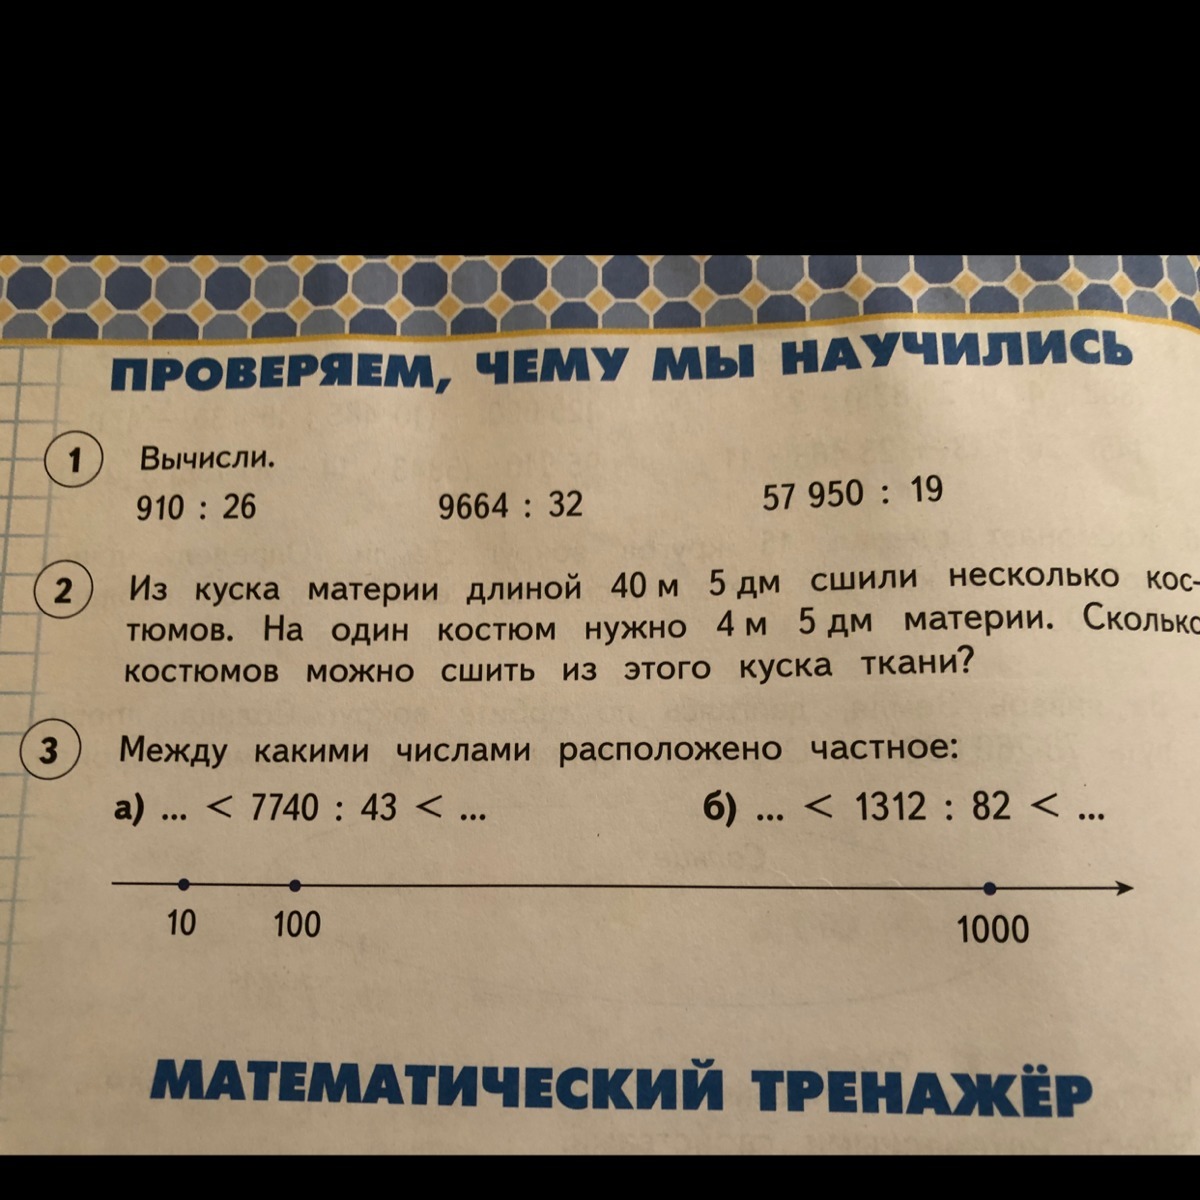 ПРОВЕРЯЕМ, ЧЕМУ МЫ НАУЧИЛИСЬ
1 Вычисли.
910 : 26 9664 : 32 57 950 : 19
2 Из куска материи длиной 40 м 5 дм сшили несколько кос-
тюмов. На один костюм нужно 4 м 5 дм материи. Сколько
костюмов можно сшить из этого куска ткани?
3 Между какими числами расположено частное:
а) ... < 7740 : 43 < ... б) ... < 1312 : 82 < ...
10 100 1000
МАТЕМАТИЧЕСКИЙ ТРЕНАЖЁР